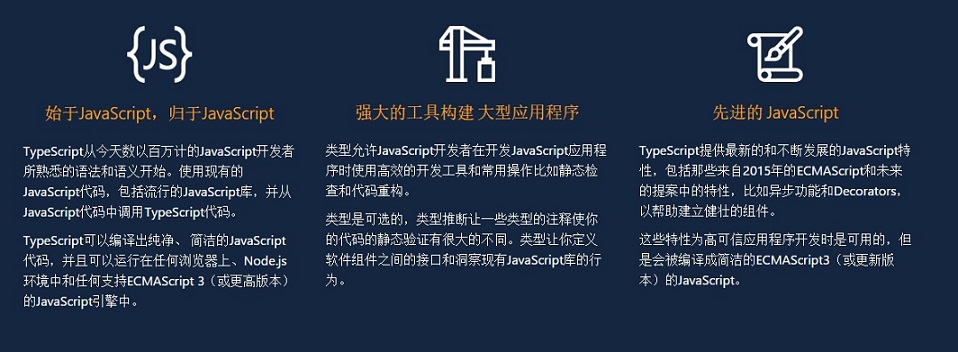 {JS}
始于JavaScript，归于JavaScript
TypeScript从今天数以百万计的JavaScript开发者
所熟悉的语法和语义开始。使用现有的
JavaScript代码，包括流行的JavaScript库，并从
JavaScript代码中调用TypeScript代码。
TypeScript可以编译出纯净、 简洁的JavaScript
代码，并且可以运行在任何浏览器上、Node.js
环境中和任何支持ECMAScript 3（或更高版本）
的JavaScript引擎中。
强大的工具构建 大型应用程序
类型允许JavaScript开发者在开发JavaScript应用程
序时使用高效的开发工具和常用操作比如静态检
查和代码重构。
类型是可选的，类型推断让一些类型的注释使你
的代码的静态验证有很大的不同。类型让你定义
软件组件之间的接口和洞察现有JavaScript库的行
为。
先进的 JavaScript
TypeScript提供最新的和不断发展的JavaScript特
性，包括那些来自2015年的ECMAScript和未来
的提案中的特性，比如异步功能和Decorators，
以帮助建立健壮的组件。
这些特性为高可信应用程序开发时是可用的，但
是会被编译成简洁的ECMAScript3（或更新版
本）的JavaScript。